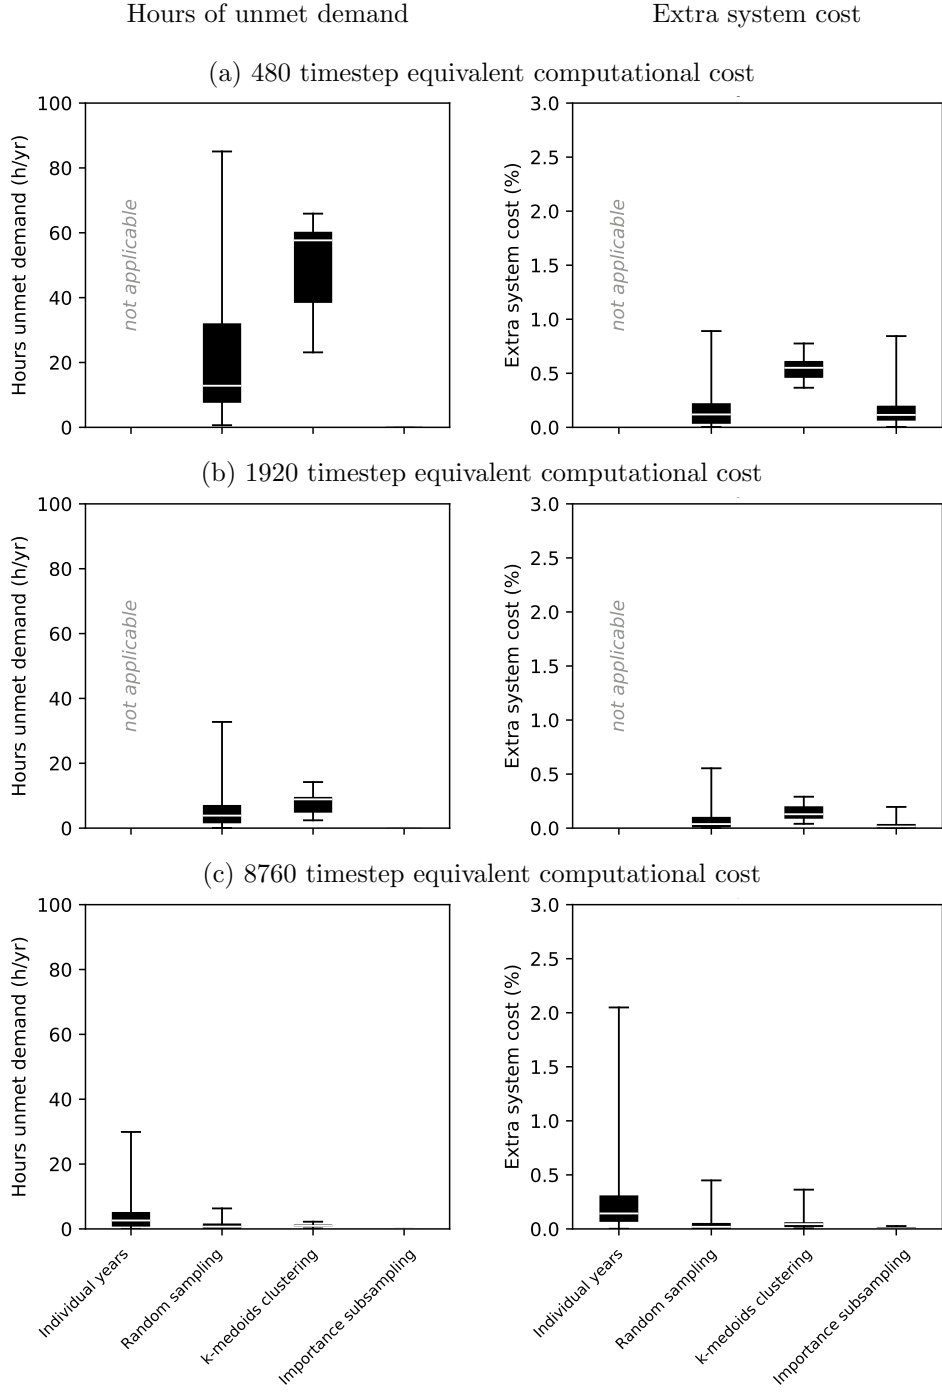 Hours of unmet demand
Extra system cost
(a) 480 timestep equivalent computational cost
Hours unmet demand (h/yr)
100
80
60
40
20
0
not applicable
Extra system cost (%)
3.0
2.5
2.0
1.5
1.0
0.5
0.0
not applicable
(b) 1920 timestep equivalent computational cost
Hours unmet demand (h/yr)
100
80
60
40
20
0
not applicable
Extra system cost (%)
3.0
2.5
2.0
1.5
1.0
0.5
0.0
not applicable
(c) 8760 timestep equivalent computational cost
Hours unmet demand (h/yr)
100
80
60
40
20
0
Individual years
Random sampling
k-medoids clustering
Importance subsampling
Extra system cost (%)
3.0
2.5
2.0
1.5
1.0
0.5
0.0
Individual years
Random sampling
k-medoids clustering
Importance subsampling